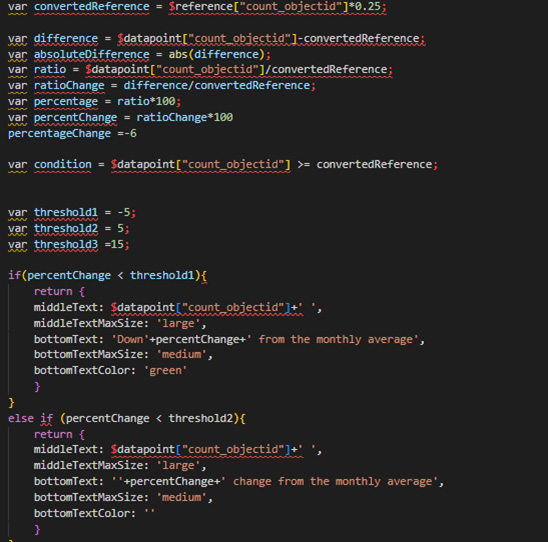 var convertedReference = $reference["count_objectid"]*0.25;
var difference = $datapoint["count_objectid"]-convertedReference;
var absoluteDifference = abs(difference);
var ratio = $datapoint["count_objectid"]/convertedReference;
var ratioChange = difference/convertedReference;
var percentage = ratio*100;
var percentChange = ratioChange*100
percentageChange =-6
var condition = $datapoint["count_objectid"] >= convertedReference;
var threshold1 = -5;
var threshold2 = 5;
var threshold3 =15;
if(percentChange < threshold1){
return {
middleText: $datapoint["count_objectid"]+' ',
middleTextMaxSize: 'large',
bottomText: 'Down'+percentChange+' from the monthly average',
bottomTextMaxSize: 'medium',
bottomTextColor: 'green'
}
}
else if (percentChange < threshold2){
return {
middleText: $datapoint["count_objectid"]+' ',
middleTextMaxSize: 'large',
bottomText: ''+percentChange+' change from the monthly average',
bottomTextMaxSize: 'medium',
bottomTextColor: ''
}
}